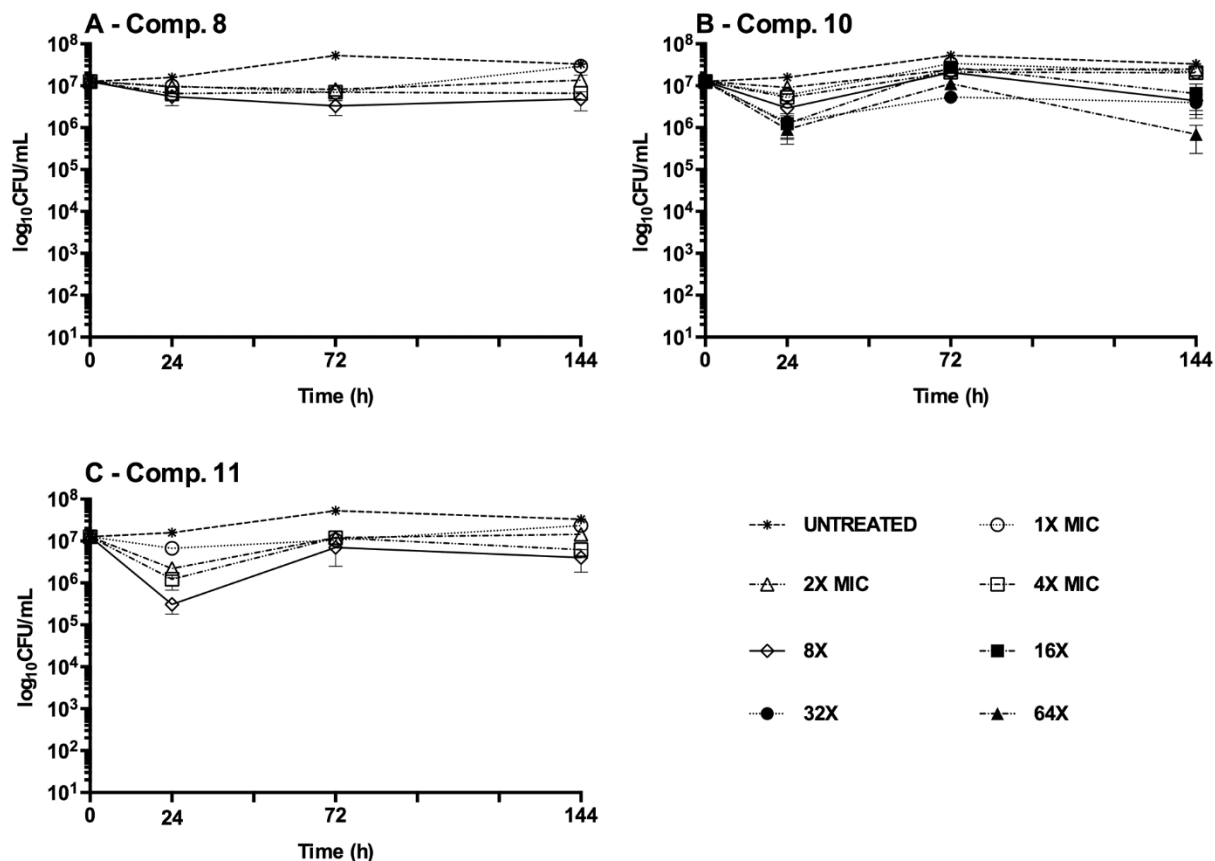 A - Comp. 8
10⁸
10⁷
10⁶
10⁵
10⁴
10³
10²
10¹
log₁₀CFU/mL
0 24 72 144
Time (h)
B - Comp. 10
10⁸
10⁷
10⁶
10⁵
10⁴
10³
10²
10¹
log₁₀CFU/mL
0 24 72 144
Time (h)
C - Comp. 11
10⁸
10⁷
10⁶
10⁵
10⁴
10³
10²
10¹
log₁₀CFU/mL
0 24 72 144
Time (h)
UNTREATED 1X MIC
2X MIC 4X MIC
8X 16X
32X 64X